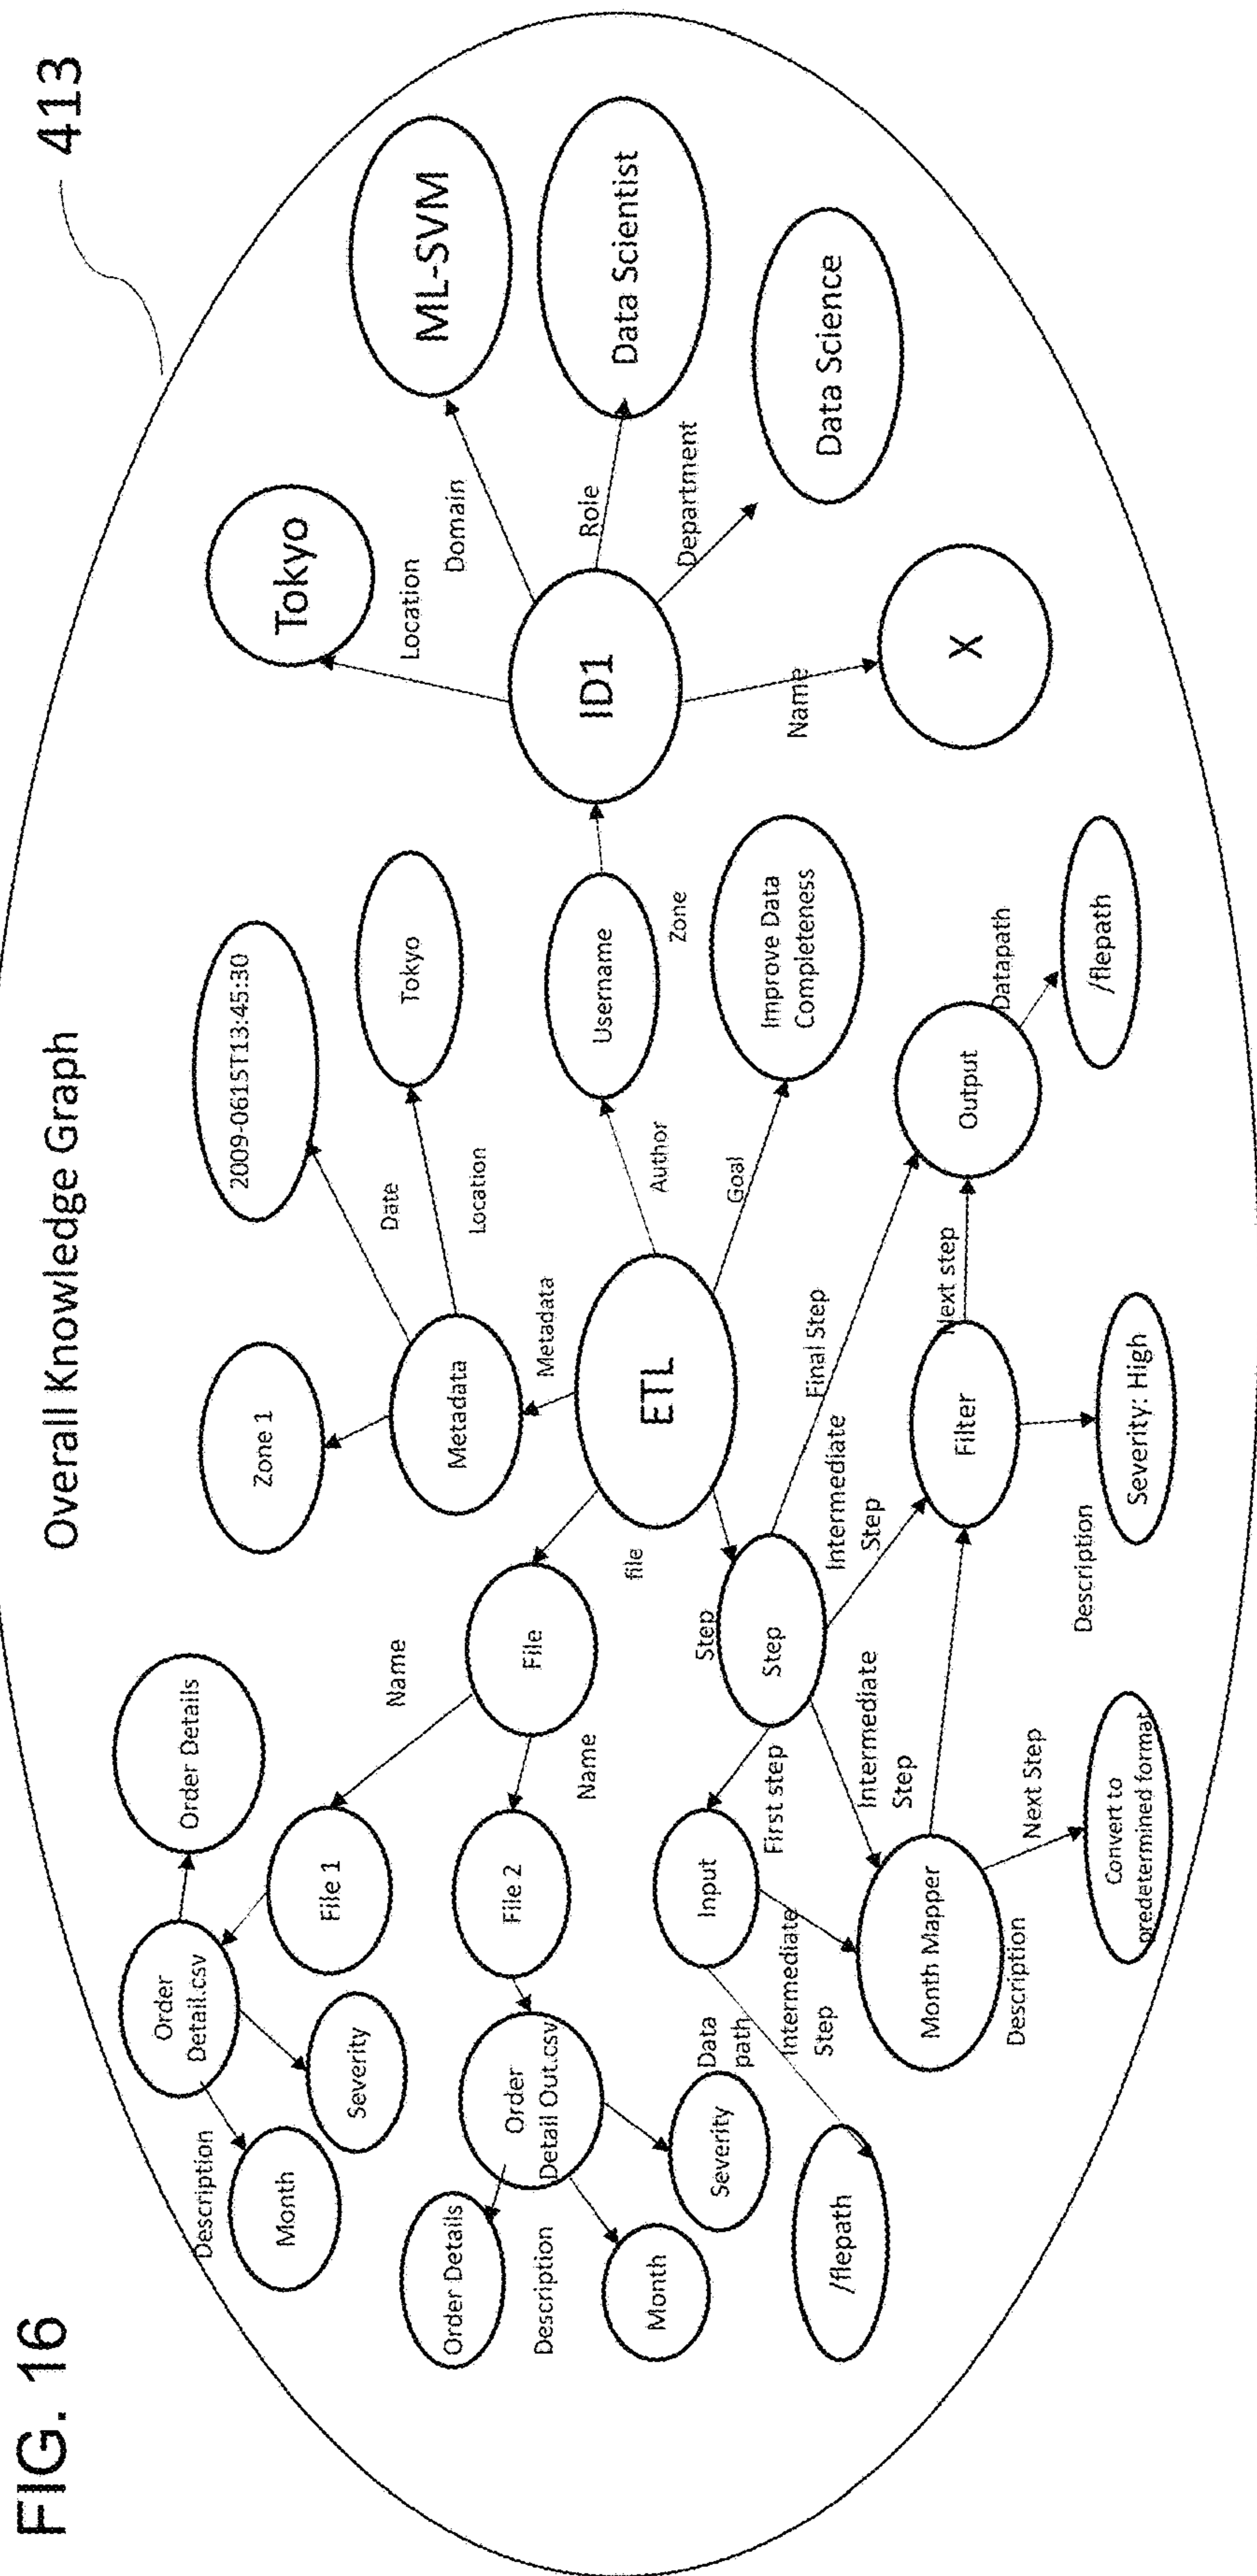 FIG. 16
Overall Knowledge Graph
413
Order Details
Order
Detail.csv
Description
Month
Severity
File 1
Name
File
Name
File 2
Order
Detail Out.csv
Order Details
Description
Month
Severity
Zone 1
2009-0615T13:45:30
Date
Tokyo
Location
Metadata
Metadata
file
ETL
Author
Username
Zone
Goal
Improve Data
Completeness
Tokyo
Location
Domain
ML-SVM
ID1
Role
Data Scientist
Department
Data Science
Name
X
Step
Step
First step
Input
Data
path
/flepath
Intermediate
Step
Intermediate
Step
Intermediate
Step
Final Step
Month Mapper
Description
Next Step
Convert to
predetermined format
Filter
Next step
Description
Severity: High
Output
Datapath
/flepath